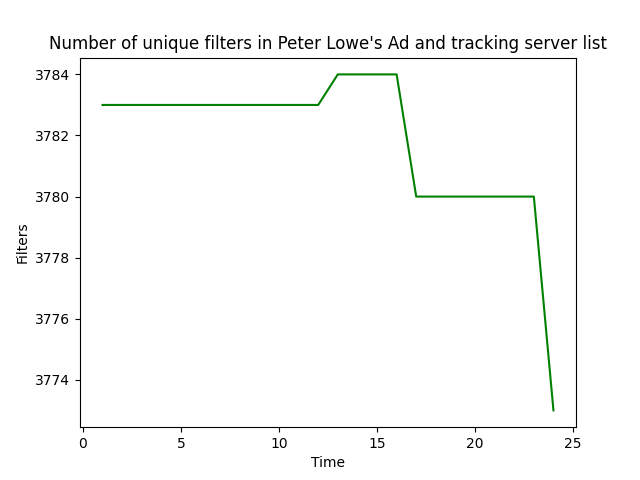 Number of unique filters in Peter Lowe's Ad and tracking server list
3784
3782
3780
3778
3776
3774
Filters
0 5 10 15 20 25
Time